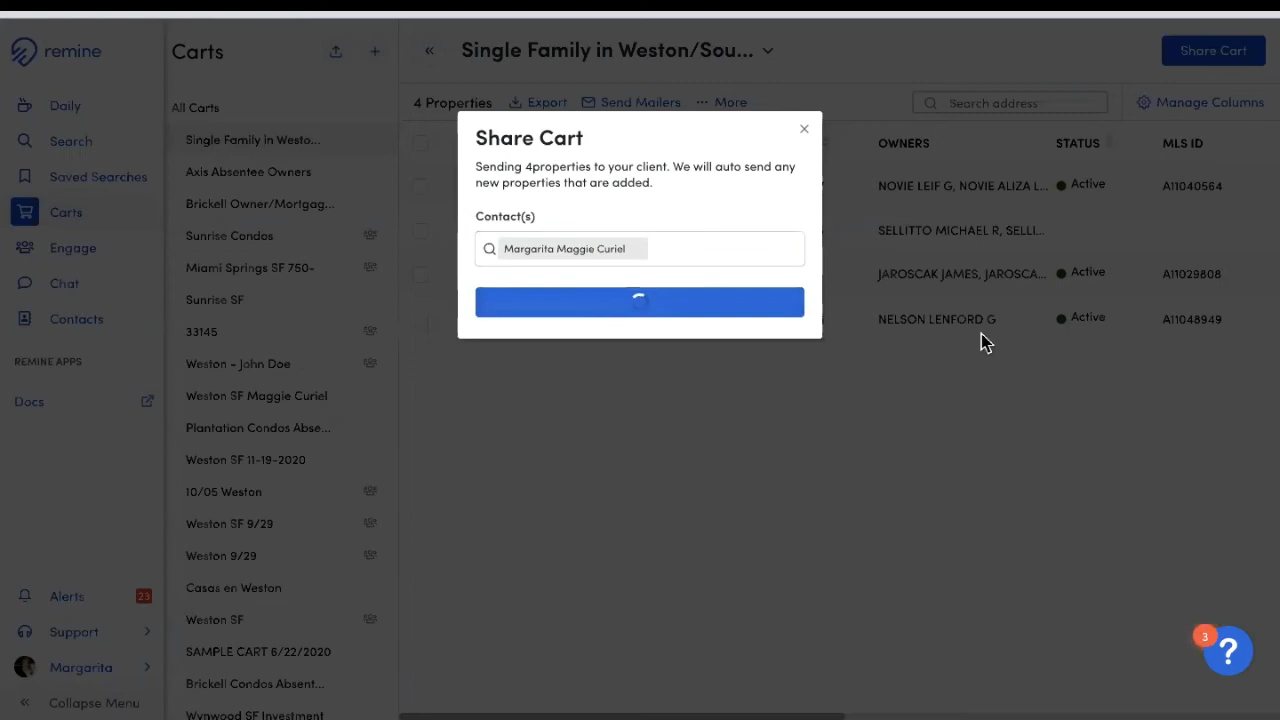 remine
Daily
Search
Saved Searches
Carts
Engage
Chat
Contacts
REMINE APPS
Docs
Alerts
23
Support
Margarita
Collapse Menu
Carts
All Carts
Single Family in Westo...
Axis Absentee Owners
Brickell Owner/Mortgag...
Sunrise Condos
Miami Springs SF 750-
Sunrise SF
33145
Weston - John Doe
Weston SF Maggie Curiel
Plantation Condos Abse...
Weston SF 11-19-2020
10/05 Weston
Weston SF 9/29
Weston 9/29
Casas en Weston
Weston SF
SAMPLE CART 6/22/2020
Brickell Condos Absent...
Wynwood SF Investment
Single Family in Weston/Sou...
Share Cart
4 Properties
Export
Send Mailers
More
Search address
Manage Columns
OWNERS STATUS MLS ID
NOVIE LEIF G, NOVIE ALIZA L... Active A11040564
SELLITTO MICHAEL R, SELLI...
JAROSCAK JAMES, JAROSCA... Active A11029808
NELSON LENFORD G Active A11048949
Share Cart
Sending 4properties to your client. We will auto send any
new properties that are added.
Contact(s)
Margarita Maggie Curiel
3
?